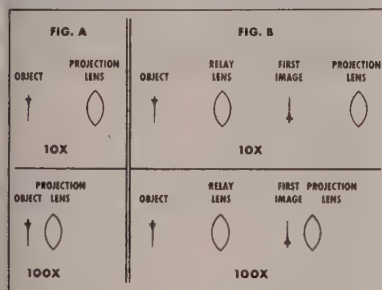 FIG. A
PROJECTION
OBJECT LENS
10X
PROJECTION
OBJECT LENS
100X
FIG. B
RELAY FIRST PROJECTION
OBJECT LENS IMAGE LENS
10X
RELAY FIRST PROJECTION
OBJECT LENS IMAGE LENS
100X